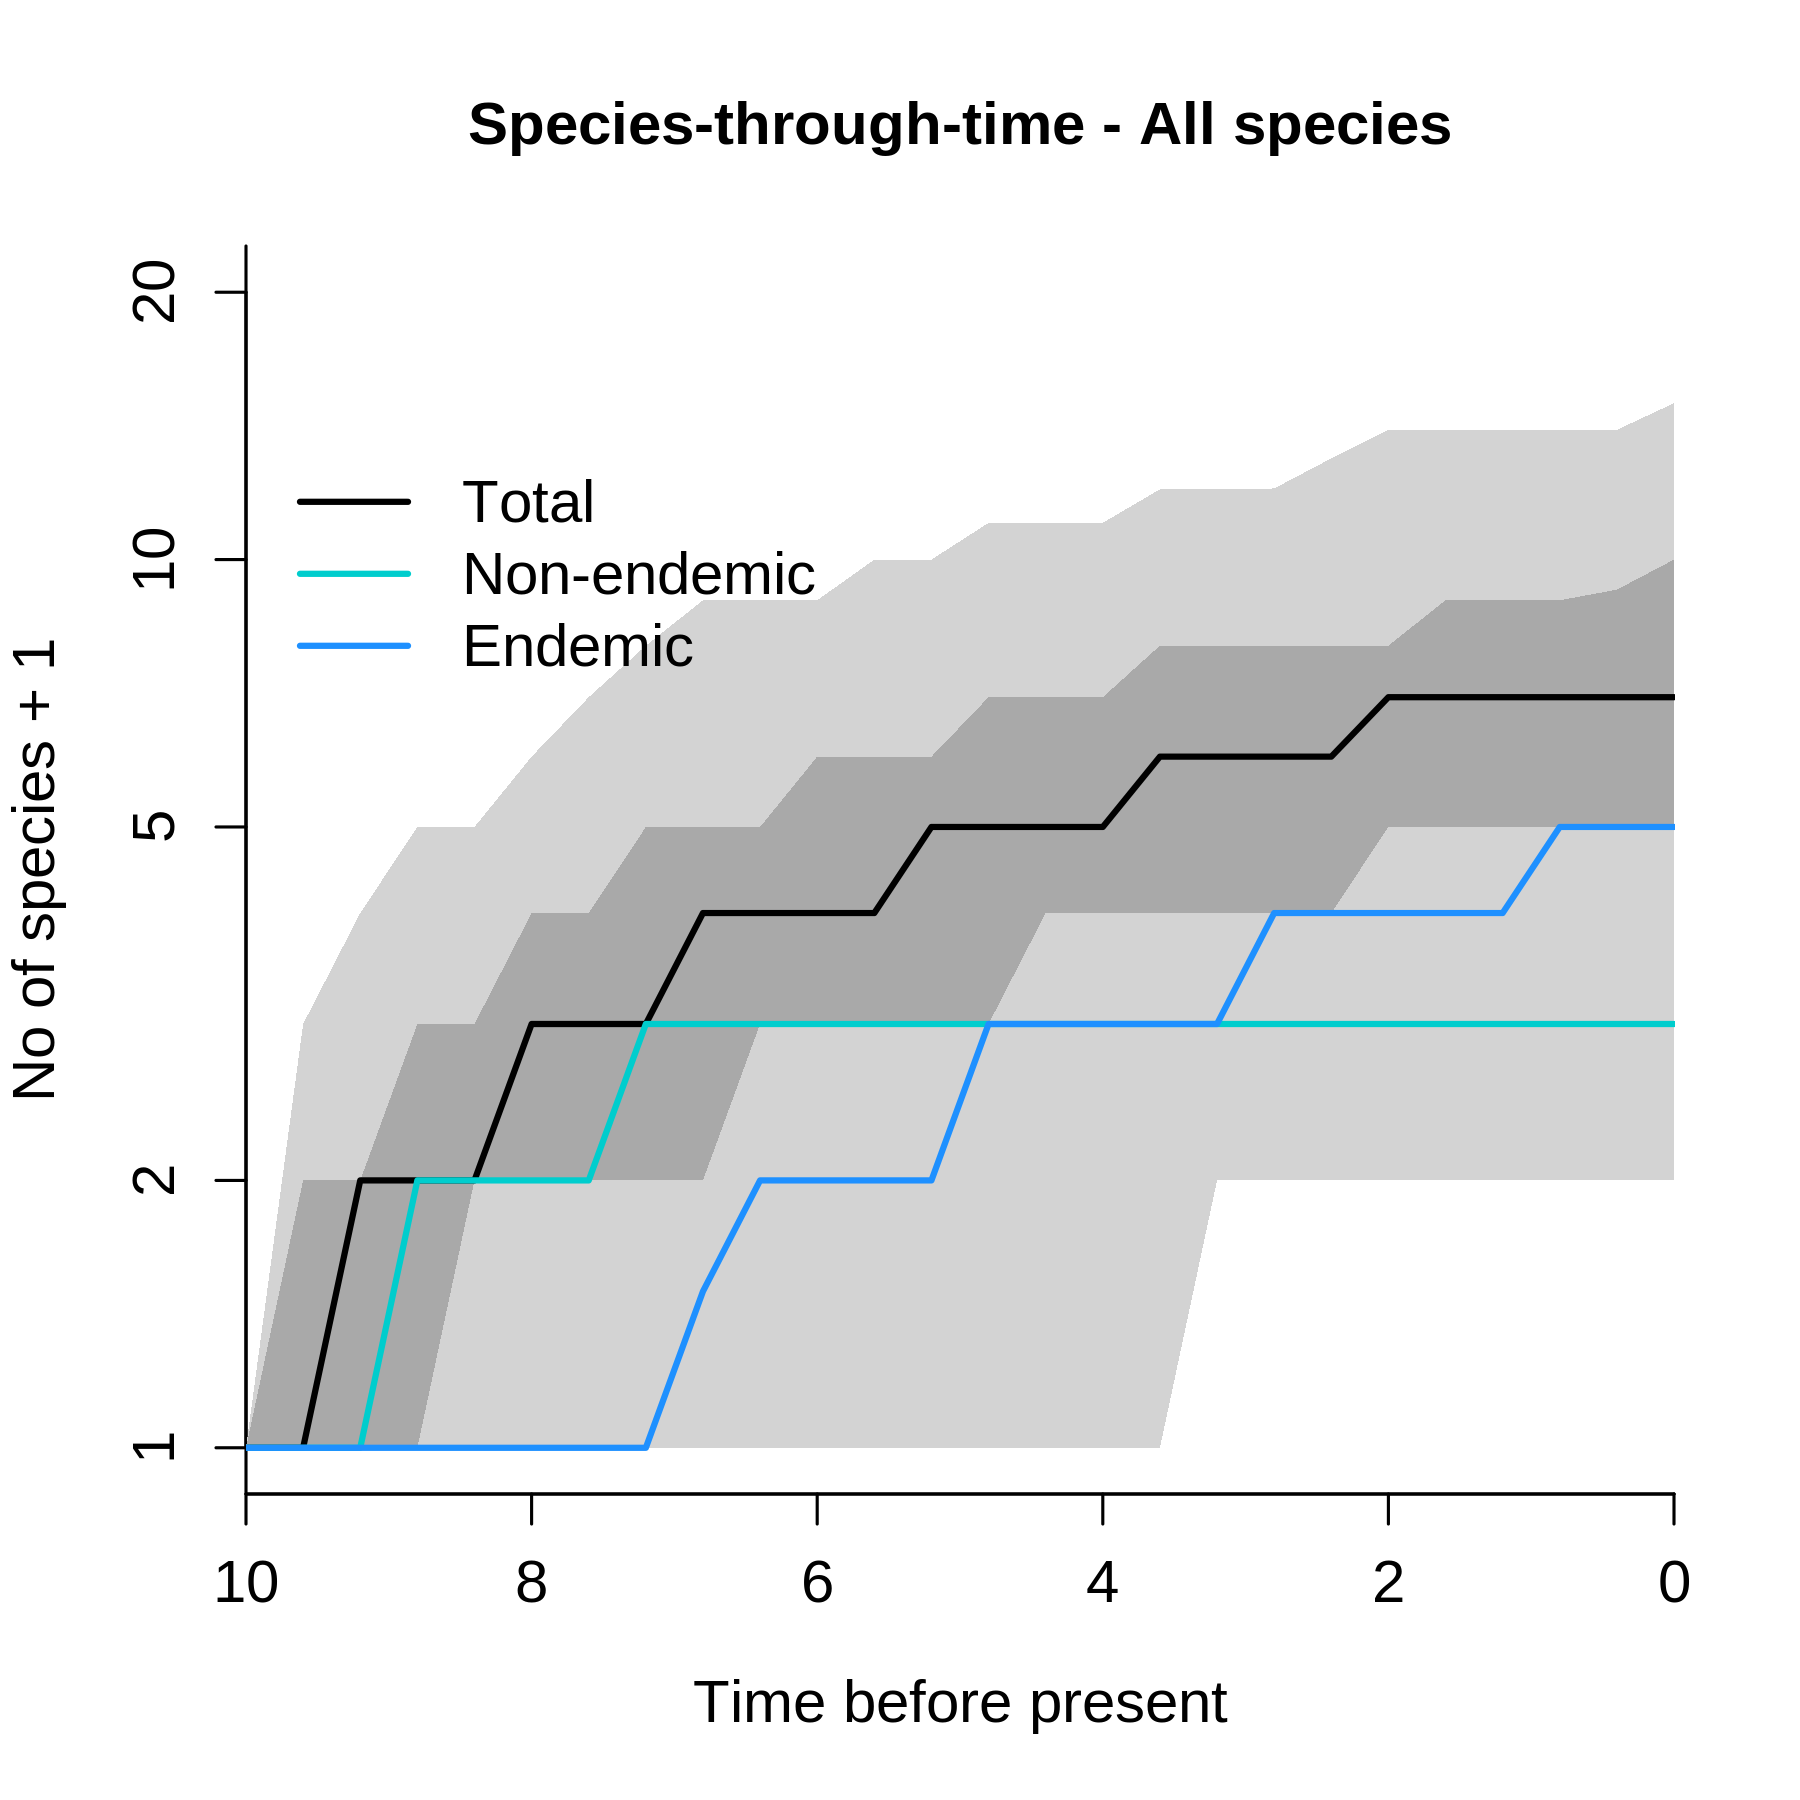 Species-through-time - All species
20
10
5
2
1
No of species + 1
Total
Non-endemic
Endemic
10 8 6 4 2 0
Time before present